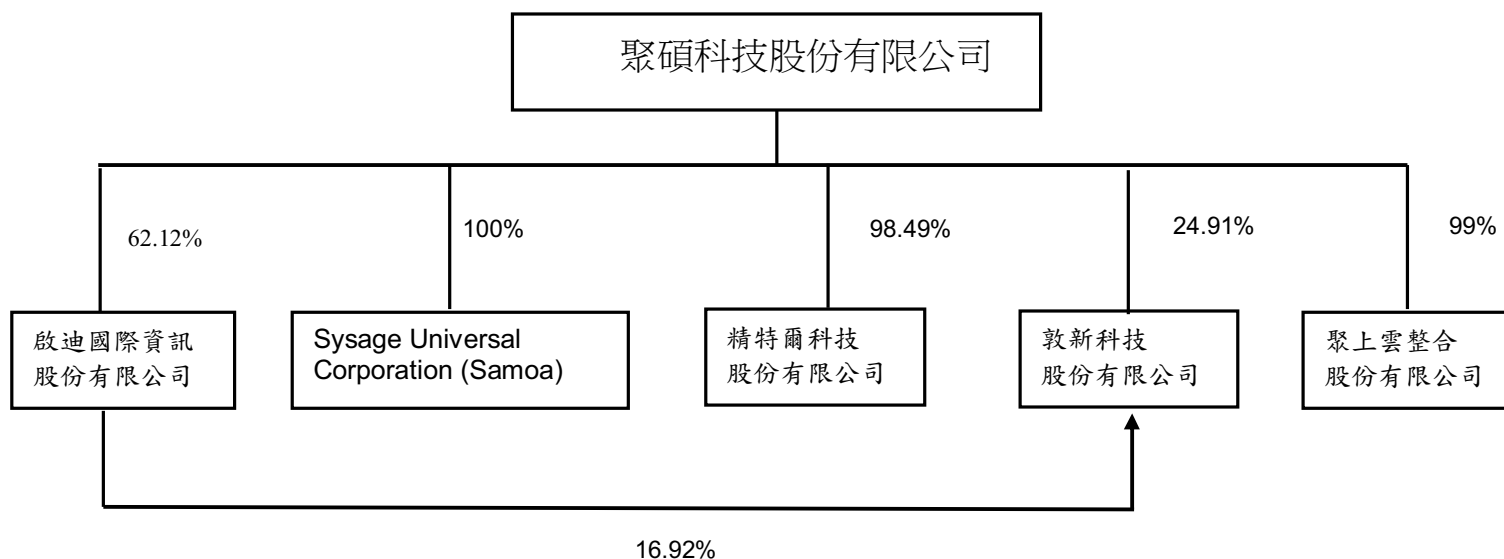 聚碩科技股份有限公司
62.12%
100%
98.49%
24.91%
99%
啟迪國際資訊
股份有限公司
Sysage Universal
Corporation (Samoa)
精特爾科技
股份有限公司
敦新科技
股份有限公司
聚上雲整合
股份有限公司
16.92%